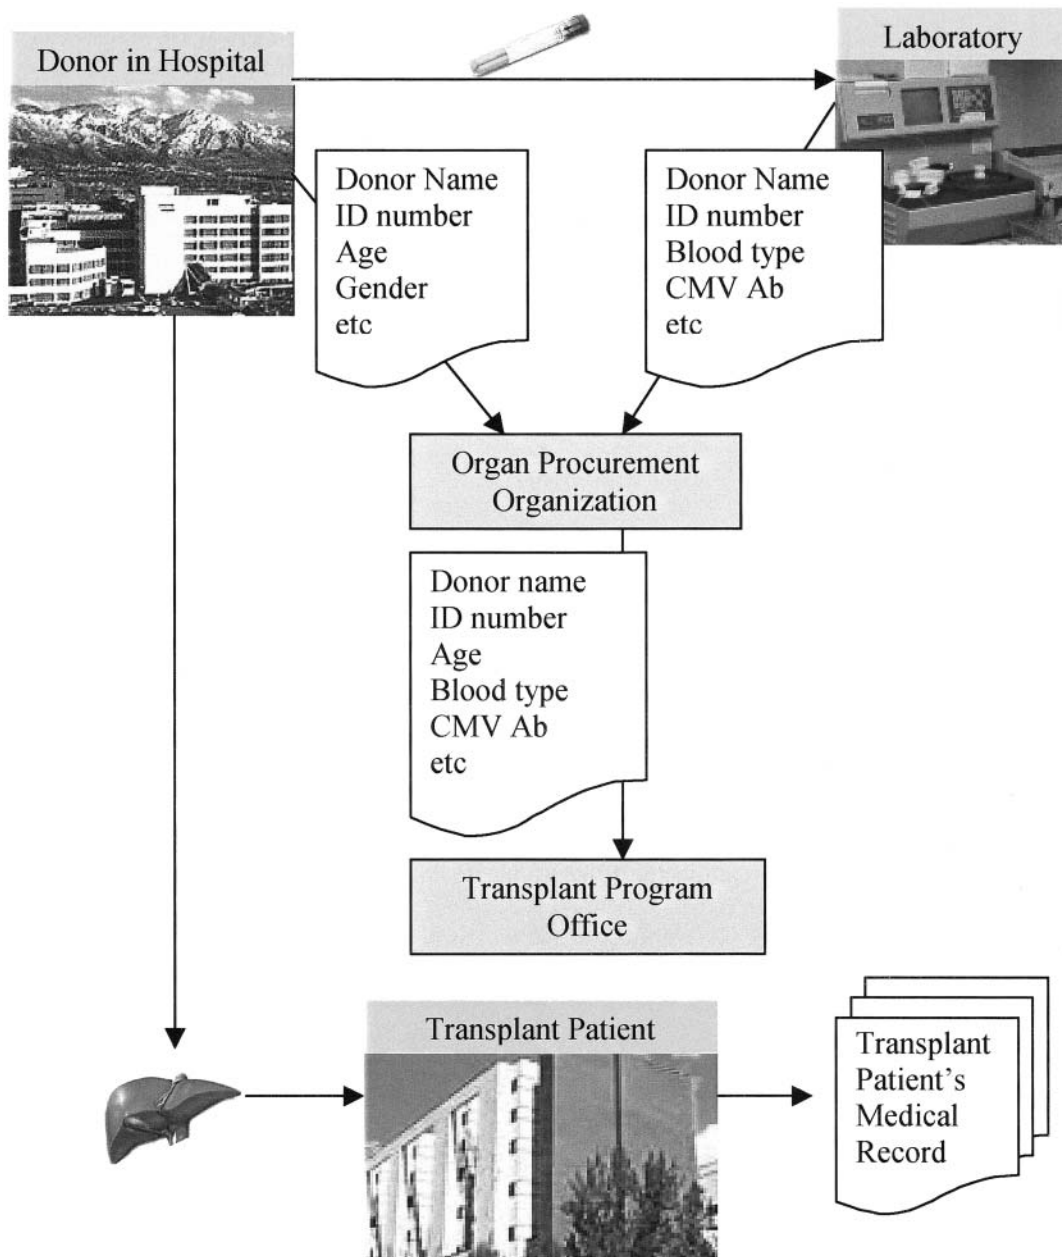 Donor in Hospital
Laboratory
Donor Name
ID number
Age
Gender
etc
Donor Name
ID number
Blood type
CMV Ab
etc
Organ Procurement
Organization
Donor name
ID number
Age
Blood type
CMV Ab
etc
Transplant Program
Office
Transplant Patient
Transplant
Patient's
Medical
Record